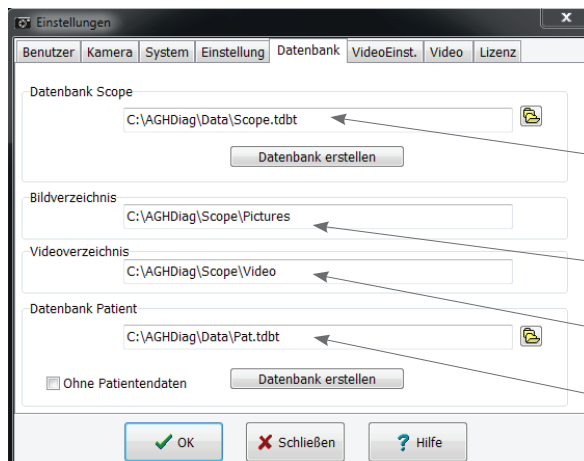 Einstellungen
x
Benutzer Kamera System Einstellung Datenbank VideoEinst. Video Lizenz
Datenbank Scope
C:\AGHDiag\Data\Scope.tdbt
Datenbank erstellen
Bildverzeichnis
C:\AGHDiag\Scope\Pictures
Videoverzeichnis
C:\AGHDiag\Scope\Video
Datenbank Patient
C:\AGHDiag\Data\Pat.tdbt
Ohne Patientendaten Datenbank erstellen
OK Schließen ? Hilfe